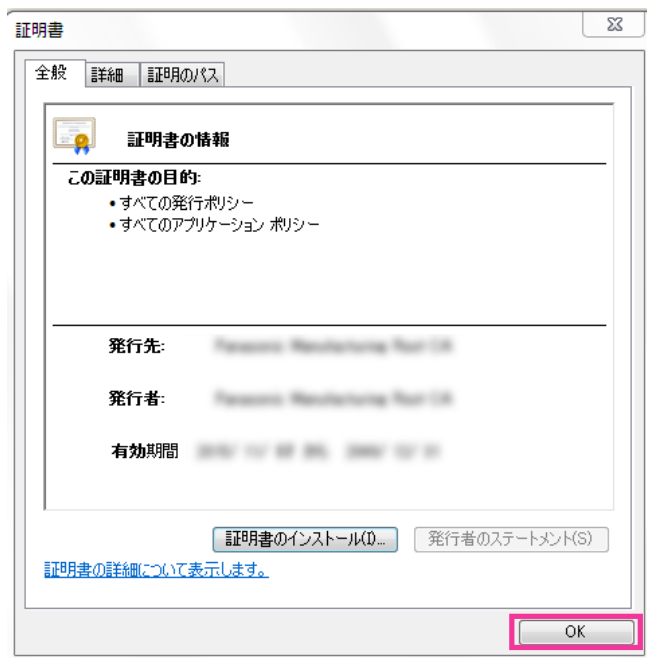 証明書
全般 詳細 証明のパス
証明書の情報
この証明書の目的:
• すべての発行ポリシー
• すべてのアプリケーション ポリシー
発行先:
発行者:
有効期間
証明書のインストール(I)... 発行者のステートメント(S)
証明書の詳細について表示します。
OK